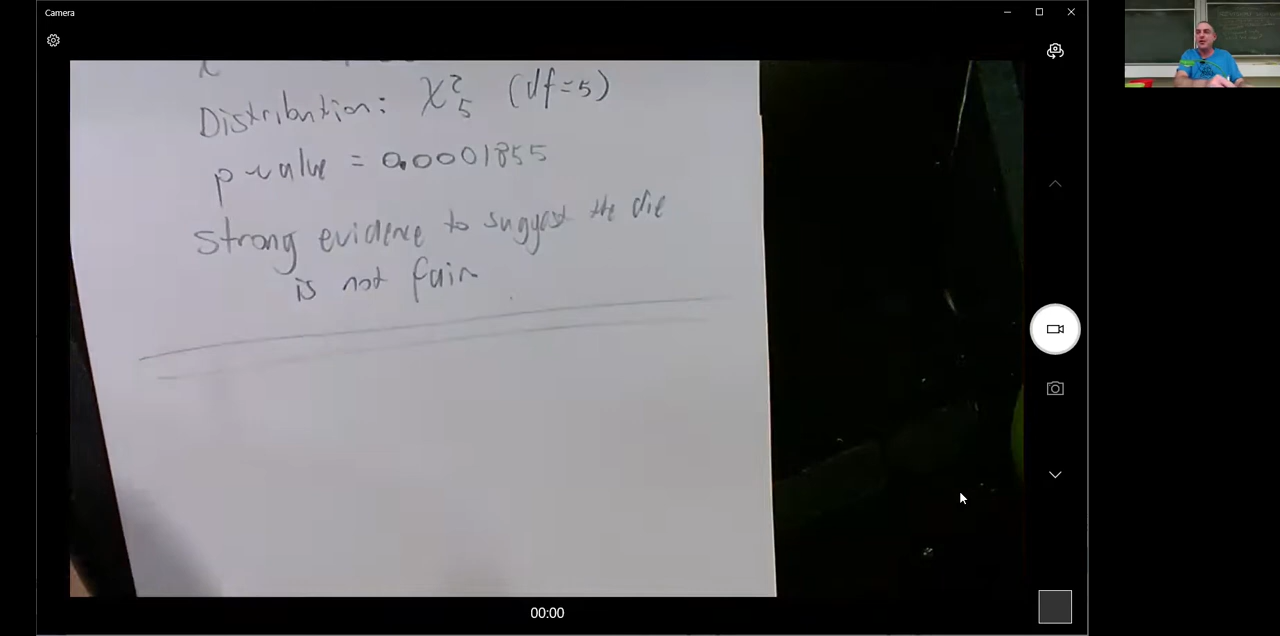 Camera
Distribution: χ²₅ (df=5)
p-value = 0.0001855
Strong evidence to suggest the die
is not fair
00:00